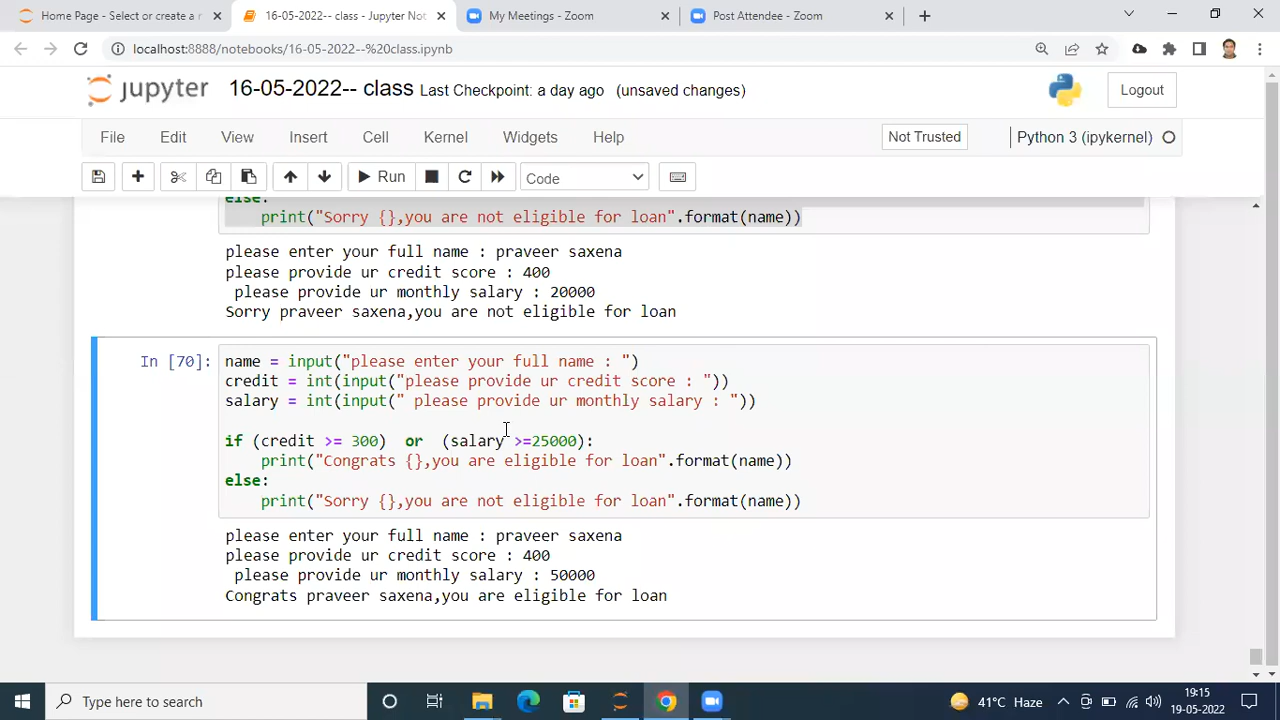 Home Page - Select or create a n
16-05-2022-- class - Jupyter Not
My Meetings - Zoom
Post Attendee - Zoom
localhost:8888/notebooks/16-05-2022--%20class.ipynb
jupyter 16-05-2022-- class Last Checkpoint: a day ago (unsaved changes)
Logout
File Edit View Insert Cell Kernel Widgets Help
Not Trusted
Python 3 (ipykernel)
Run
Code
else:
print("Sorry {},you are not eligible for loan".format(name))
please enter your full name : praveer saxena
please provide ur credit score : 400
please provide ur monthly salary : 20000
Sorry praveer saxena,you are not eligible for loan
In [70]:
name = input("please enter your full name : ")
credit = int(input("please provide ur credit score : "))
salary = int(input(" please provide ur monthly salary : "))
if (credit >= 300) or (salary >=25000):
print("Congrats {},you are eligible for loan".format(name))
else:
print("Sorry {},you are not eligible for loan".format(name))
please enter your full name : praveer saxena
please provide ur credit score : 400
please provide ur monthly salary : 50000
Congrats praveer saxena,you are eligible for loan
Type here to search
41°C Haze
19:15
19-05-2022